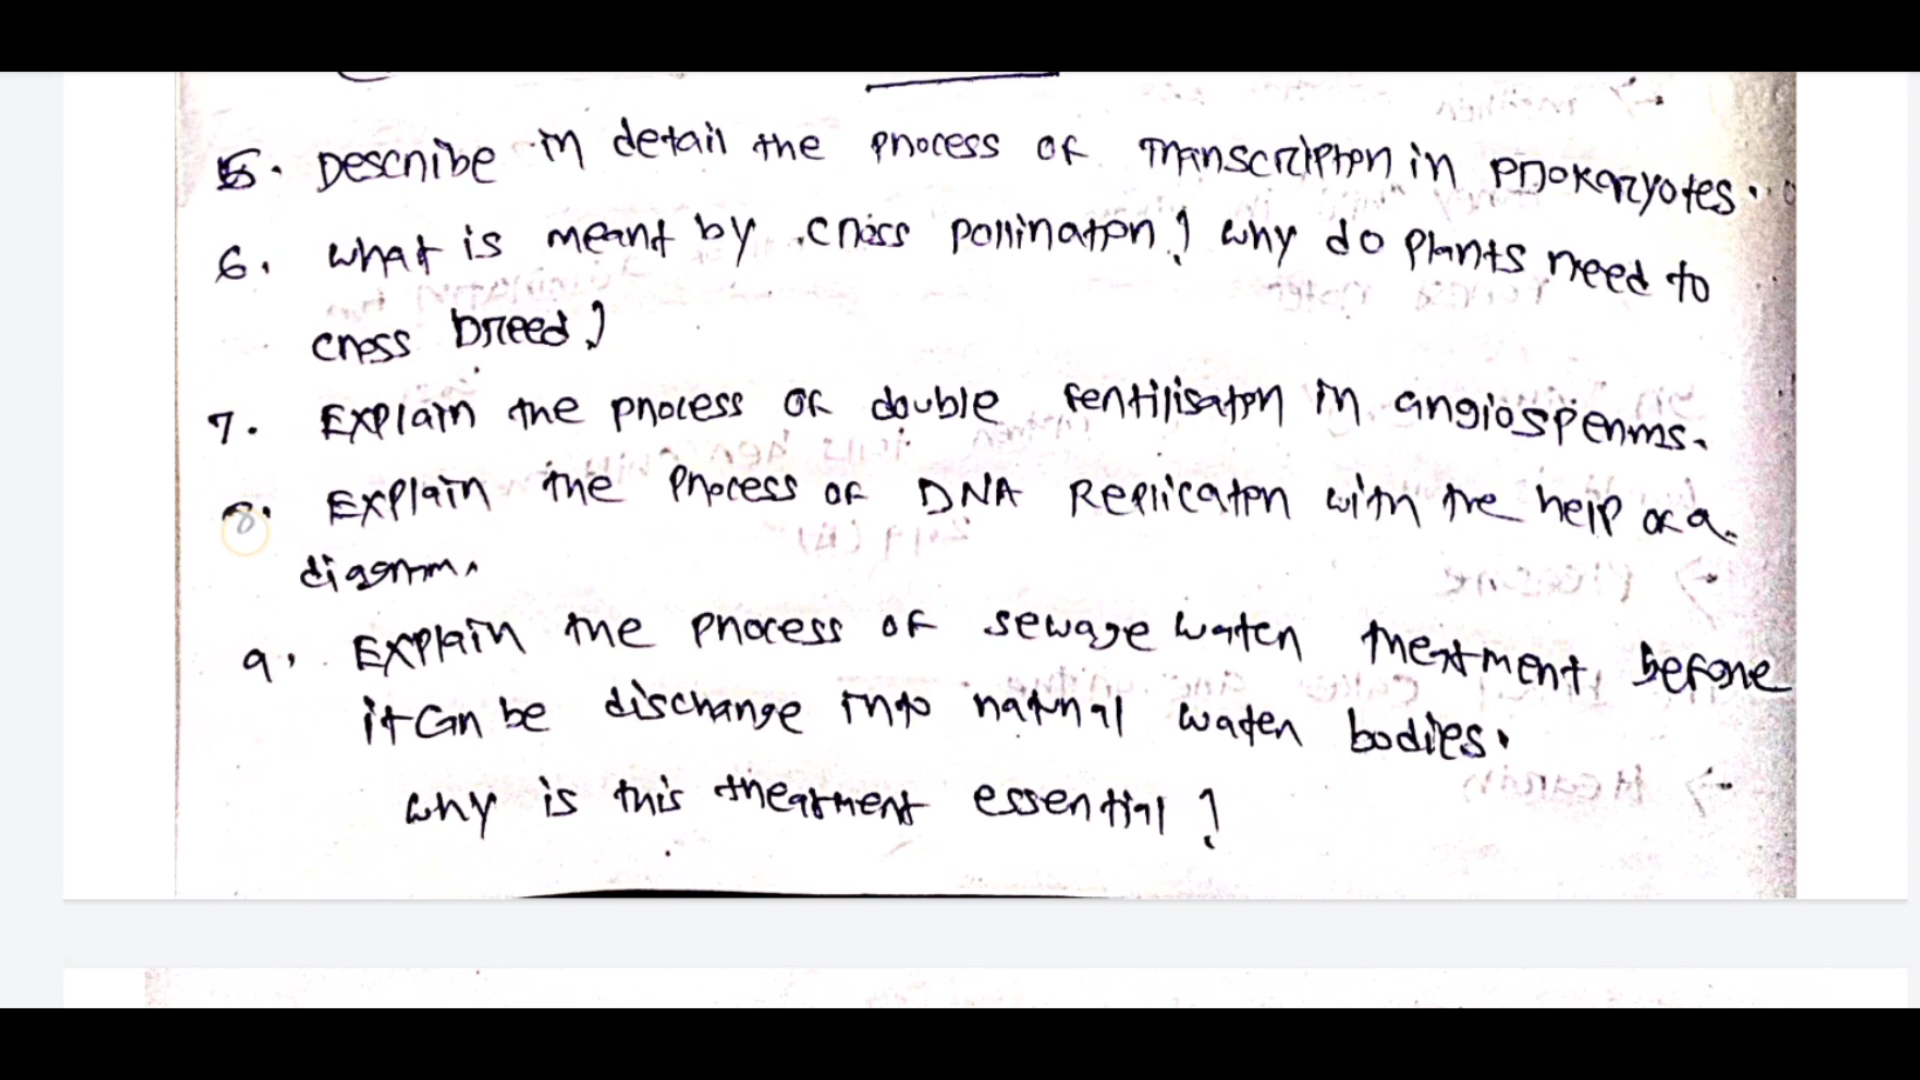 5. Describe in detail the process of Transcription in Prokaryotes.
6. what is meant by cross pollination? why do plants need to
cross breed?
7. Explain the process of double fertilisation in angiosperms.
8. Explain the Process of DNA Replication with the help of a
diagram.
9. Explain the process of sewage water treatment before
it can be discharge into natural water bodies.
why is this treatment essential?